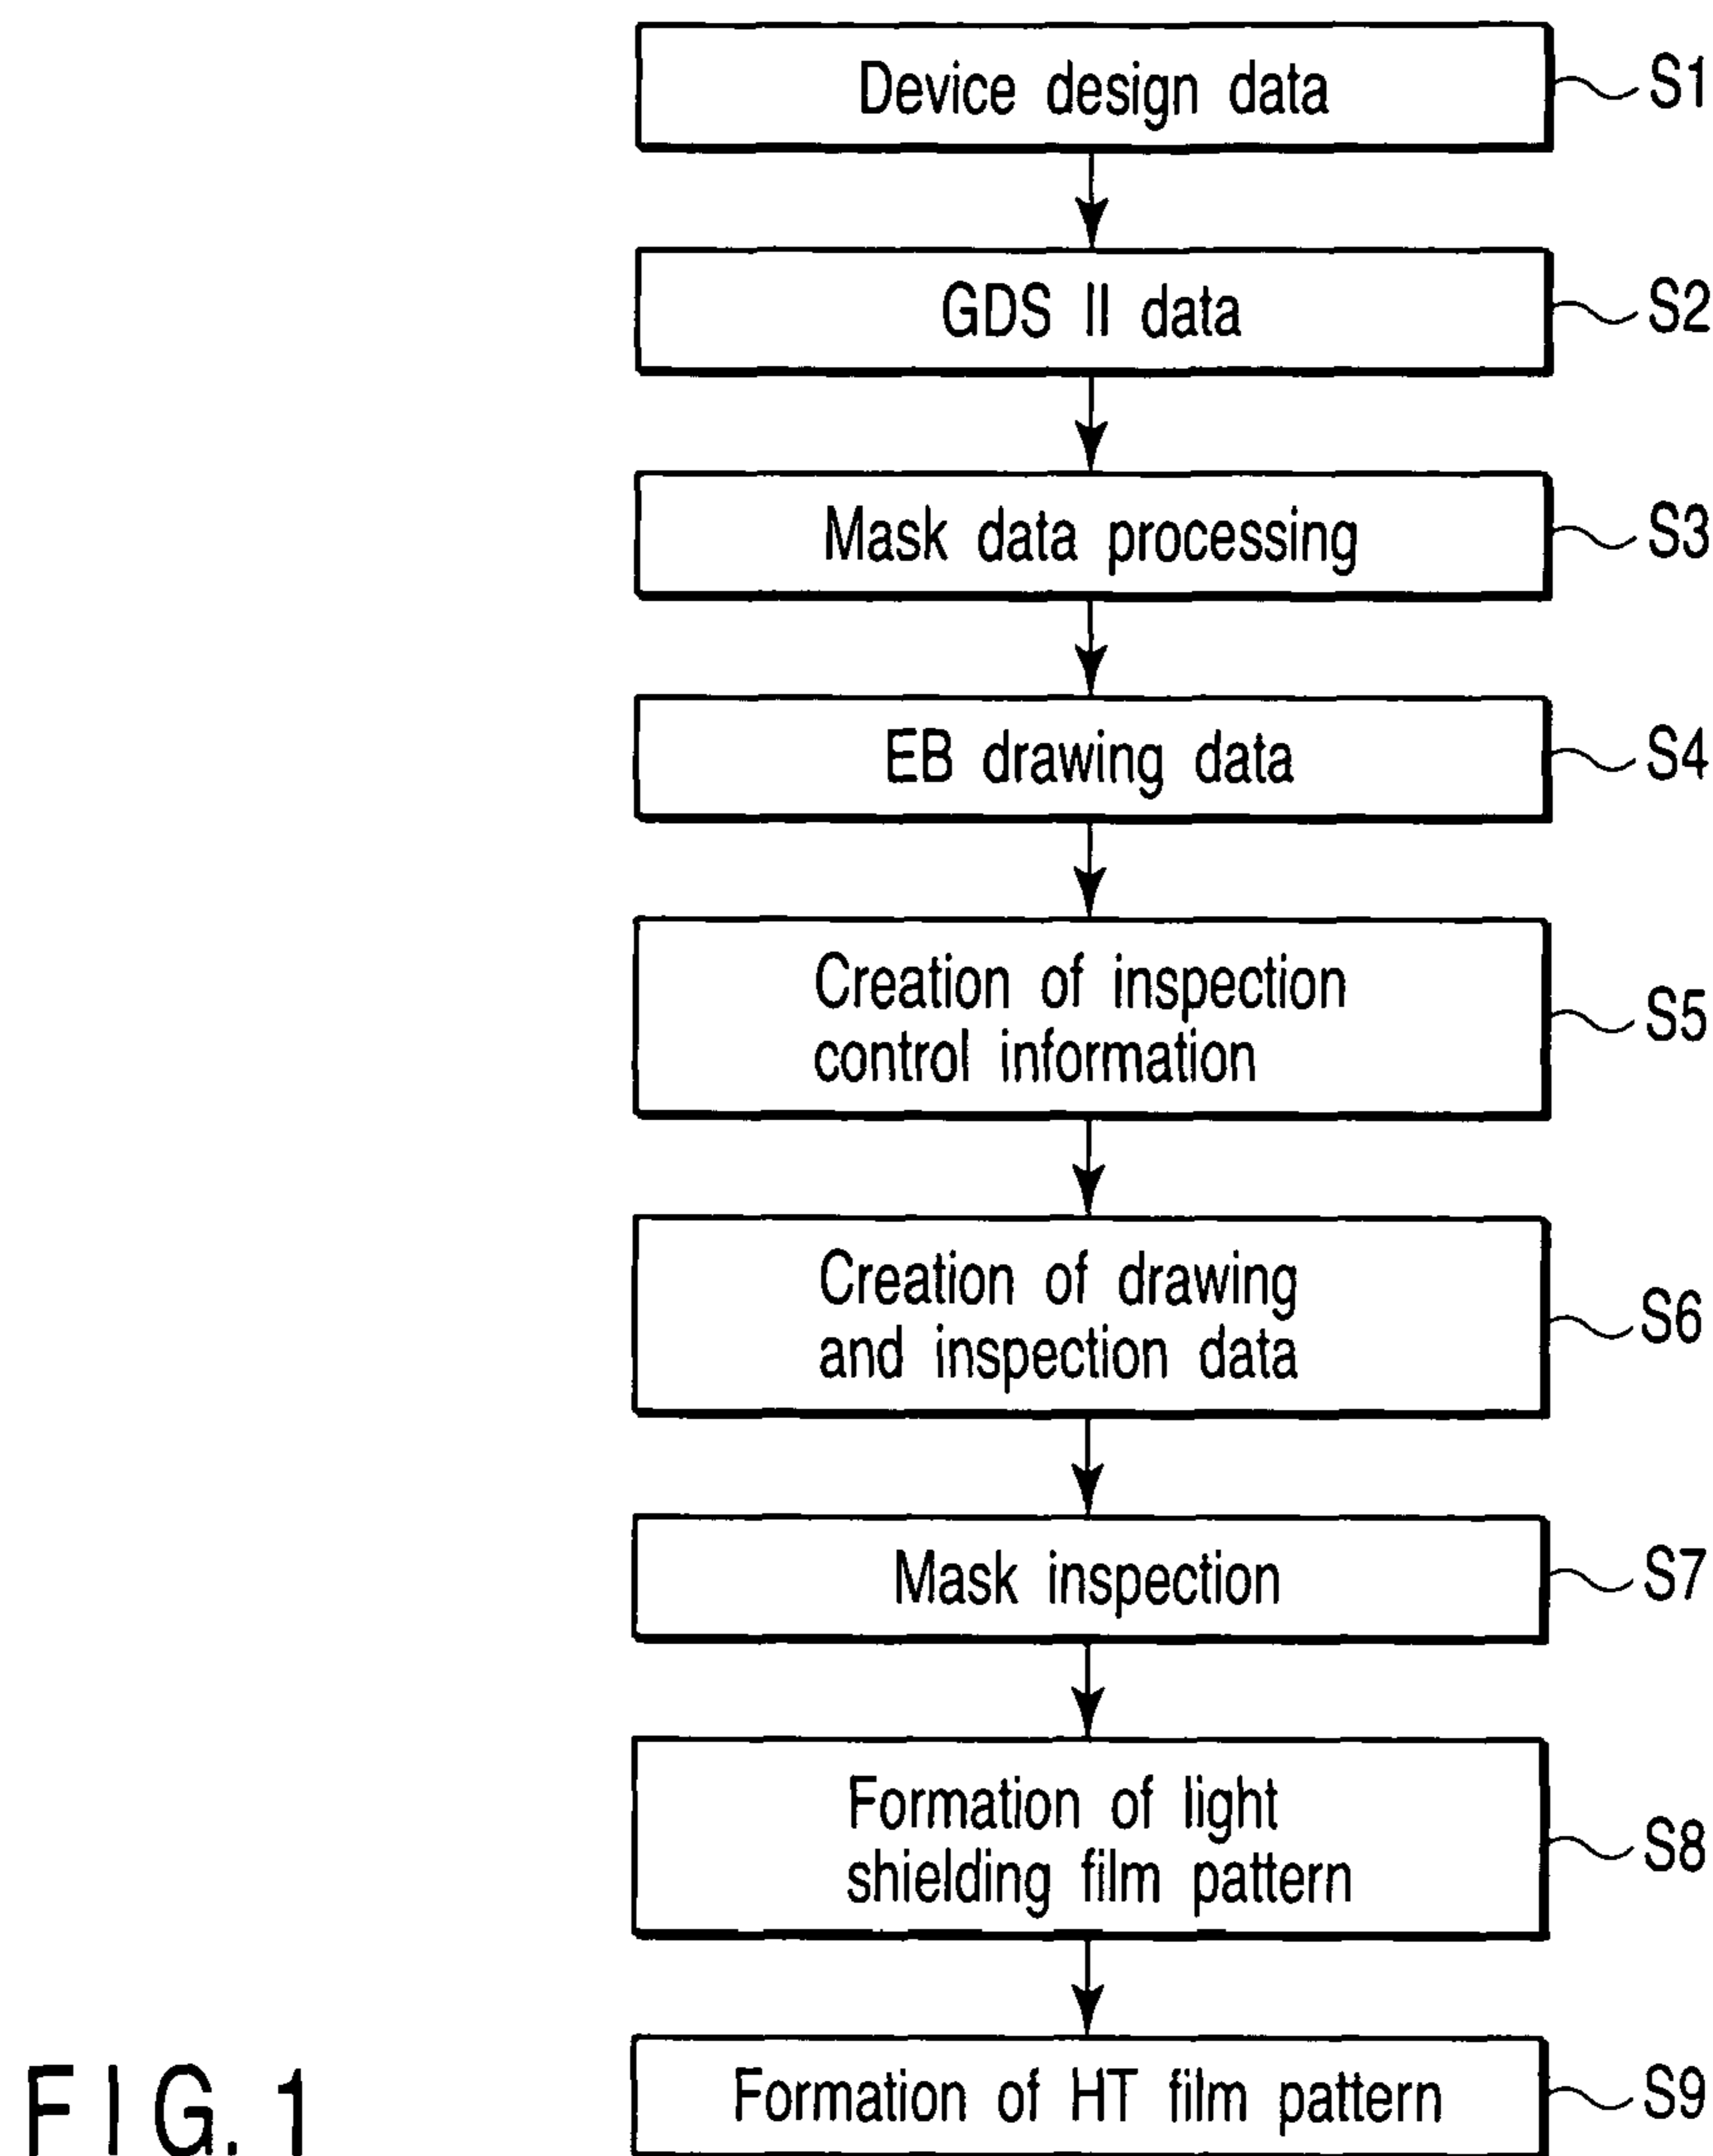 Device design data
S1
GDS II data
S2
Mask data processing
S3
EB drawing data
S4
Creation of inspection
control information
S5
Creation of drawing
and inspection data
S6
Mask inspection
S7
Formation of light
shielding film pattern
S8
Formation of HT film pattern
S9
FIG. 1